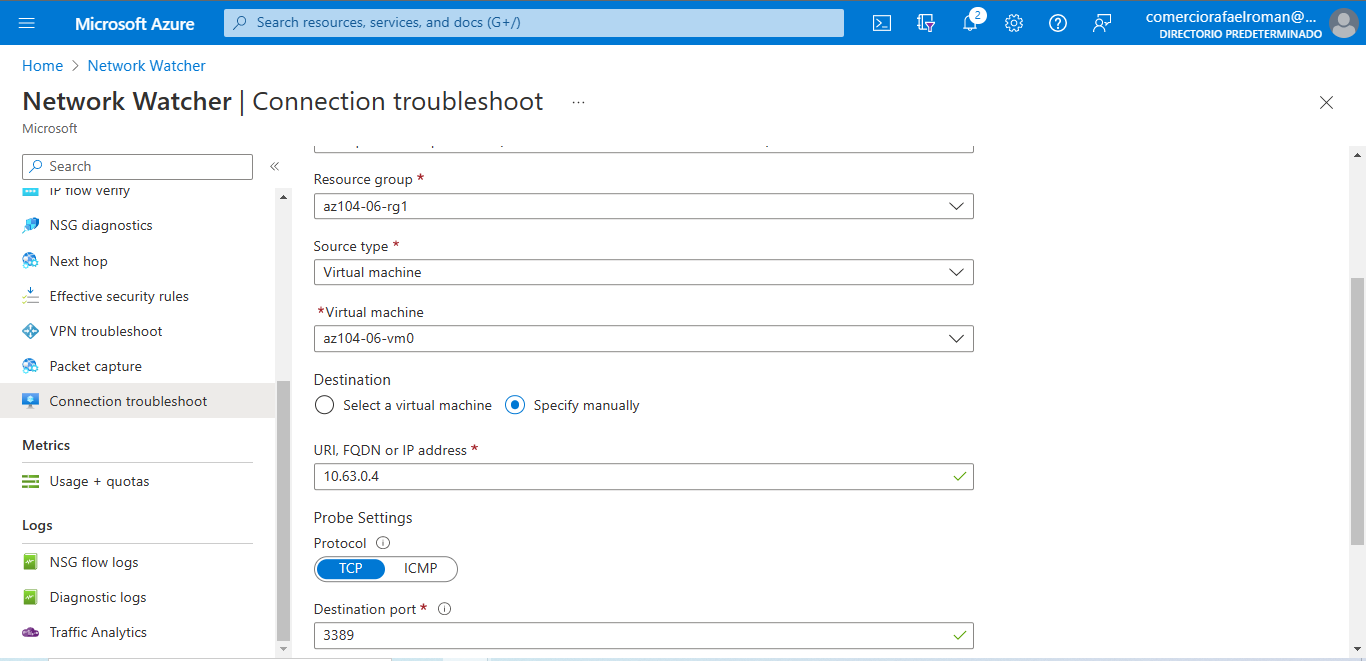 Microsoft Azure
Search resources, services, and docs (G+/)
2
comerciorafaelroman@...
DIRECTORIO PREDETERMINADO
Home > Network Watcher
Network Watcher | Connection troubleshoot ...
Microsoft
Search
IP flow verify
NSG diagnostics
Next hop
Effective security rules
VPN troubleshoot
Packet capture
Connection troubleshoot
Metrics
Usage + quotas
Logs
NSG flow logs
Diagnostic logs
Traffic Analytics
Resource group *
az104-06-rg1
Source type *
Virtual machine
*Virtual machine
az104-06-vm0
Destination
Select a virtual machine Specify manually
URI, FQDN or IP address *
10.63.0.4
Probe Settings
Protocol
TCP ICMP
Destination port *
3389